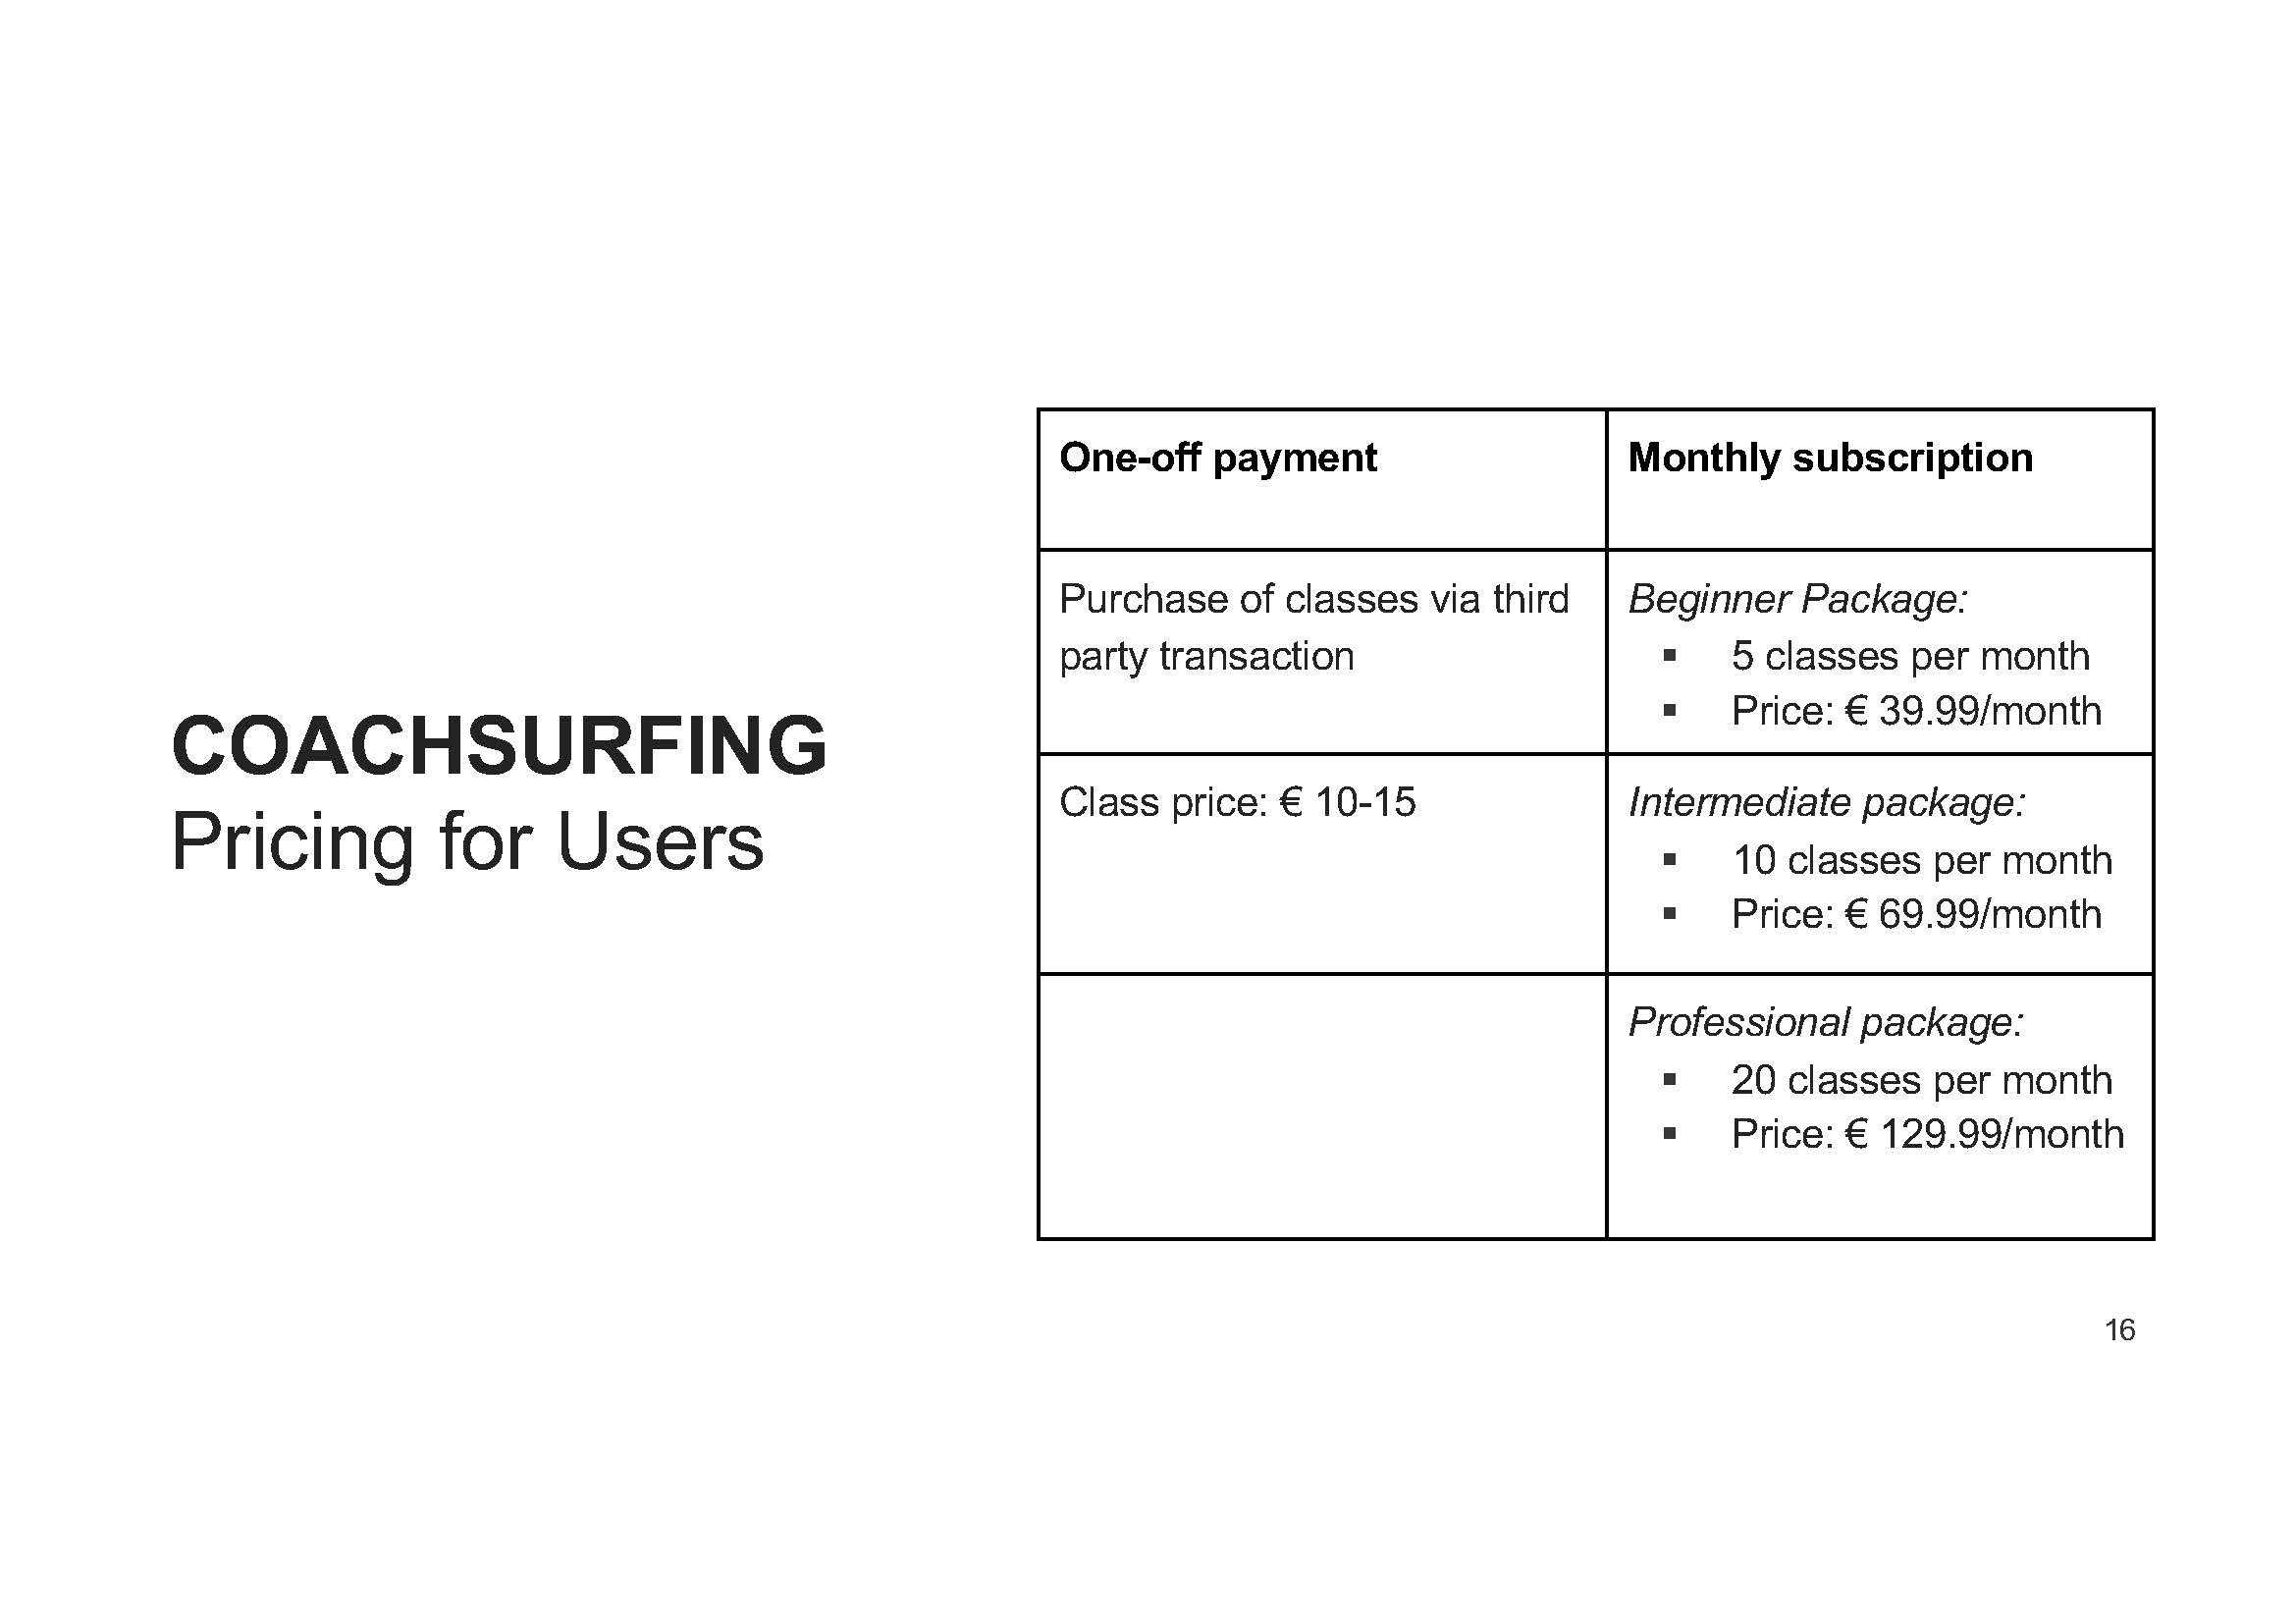 COACHSURFING
Pricing for Users
One-off payment
Monthly subscription
Purchase of classes via third
party transaction
Beginner Package:
▪ 5 classes per month
▪ Price: € 39.99/month
Class price: € 10-15
Intermediate package:
▪ 10 classes per month
▪ Price: € 69.99/month
Professional package:
▪ 20 classes per month
▪ Price: € 129.99/month
16